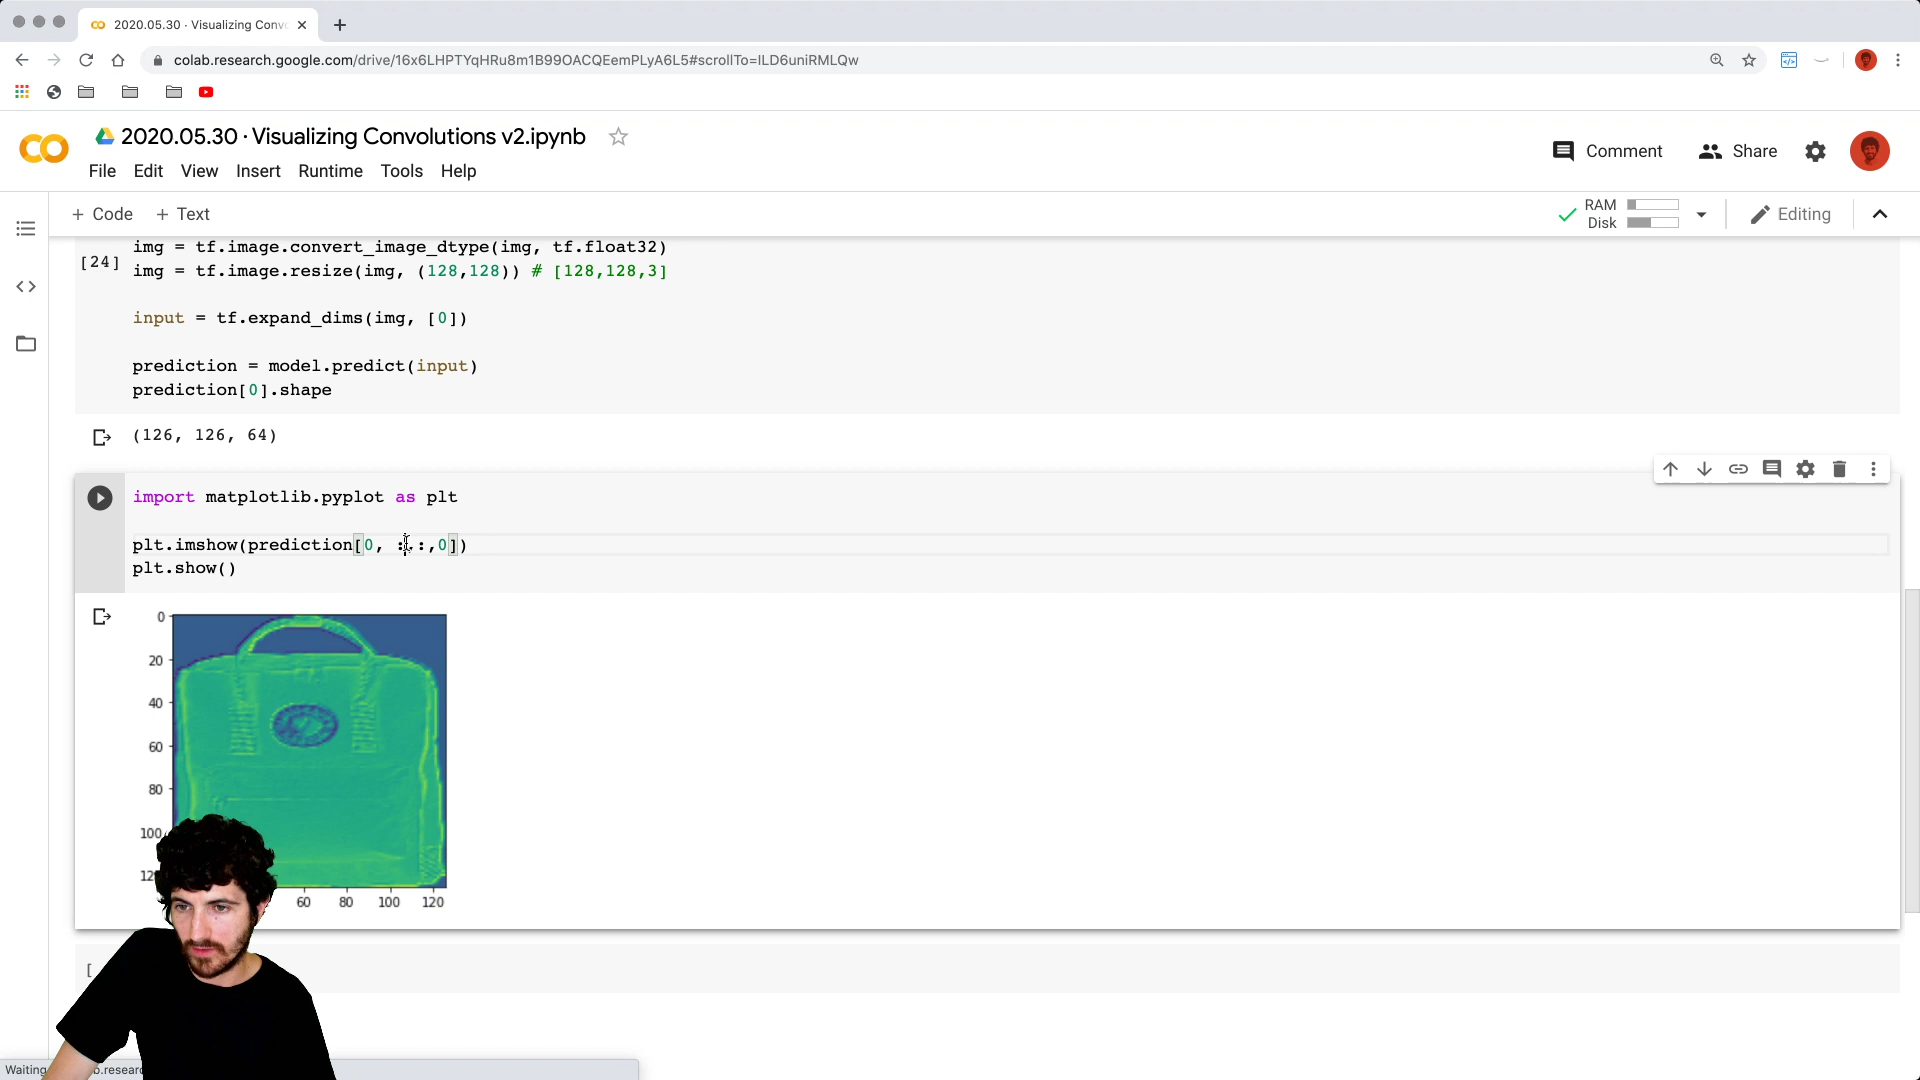 2020.05.30 · Visualizing Conv
colab.research.google.com/drive/16x6LHPTYqHRu8m1B99OACQEemPLyA6L5#scrollTo=lLD6uniRMLQw
2020.05.30 · Visualizing Convolutions v2.ipynb
Comment
Share
File Edit View Insert Runtime Tools Help
+ Code + Text
RAM
Disk
Editing
img = tf.image.convert_image_dtype(img, tf.float32)
[24]
img = tf.image.resize(img, (128,128)) # [128,128,3]
input = tf.expand_dims(img, [0])
prediction = model.predict(input)
prediction[0].shape
(126, 126, 64)
import matplotlib.pyplot as plt
plt.imshow(prediction[0, :,:,0])
plt.show()
0
20
40
60
80
100
12
60 80 100 120
[
Waiting
b.researc